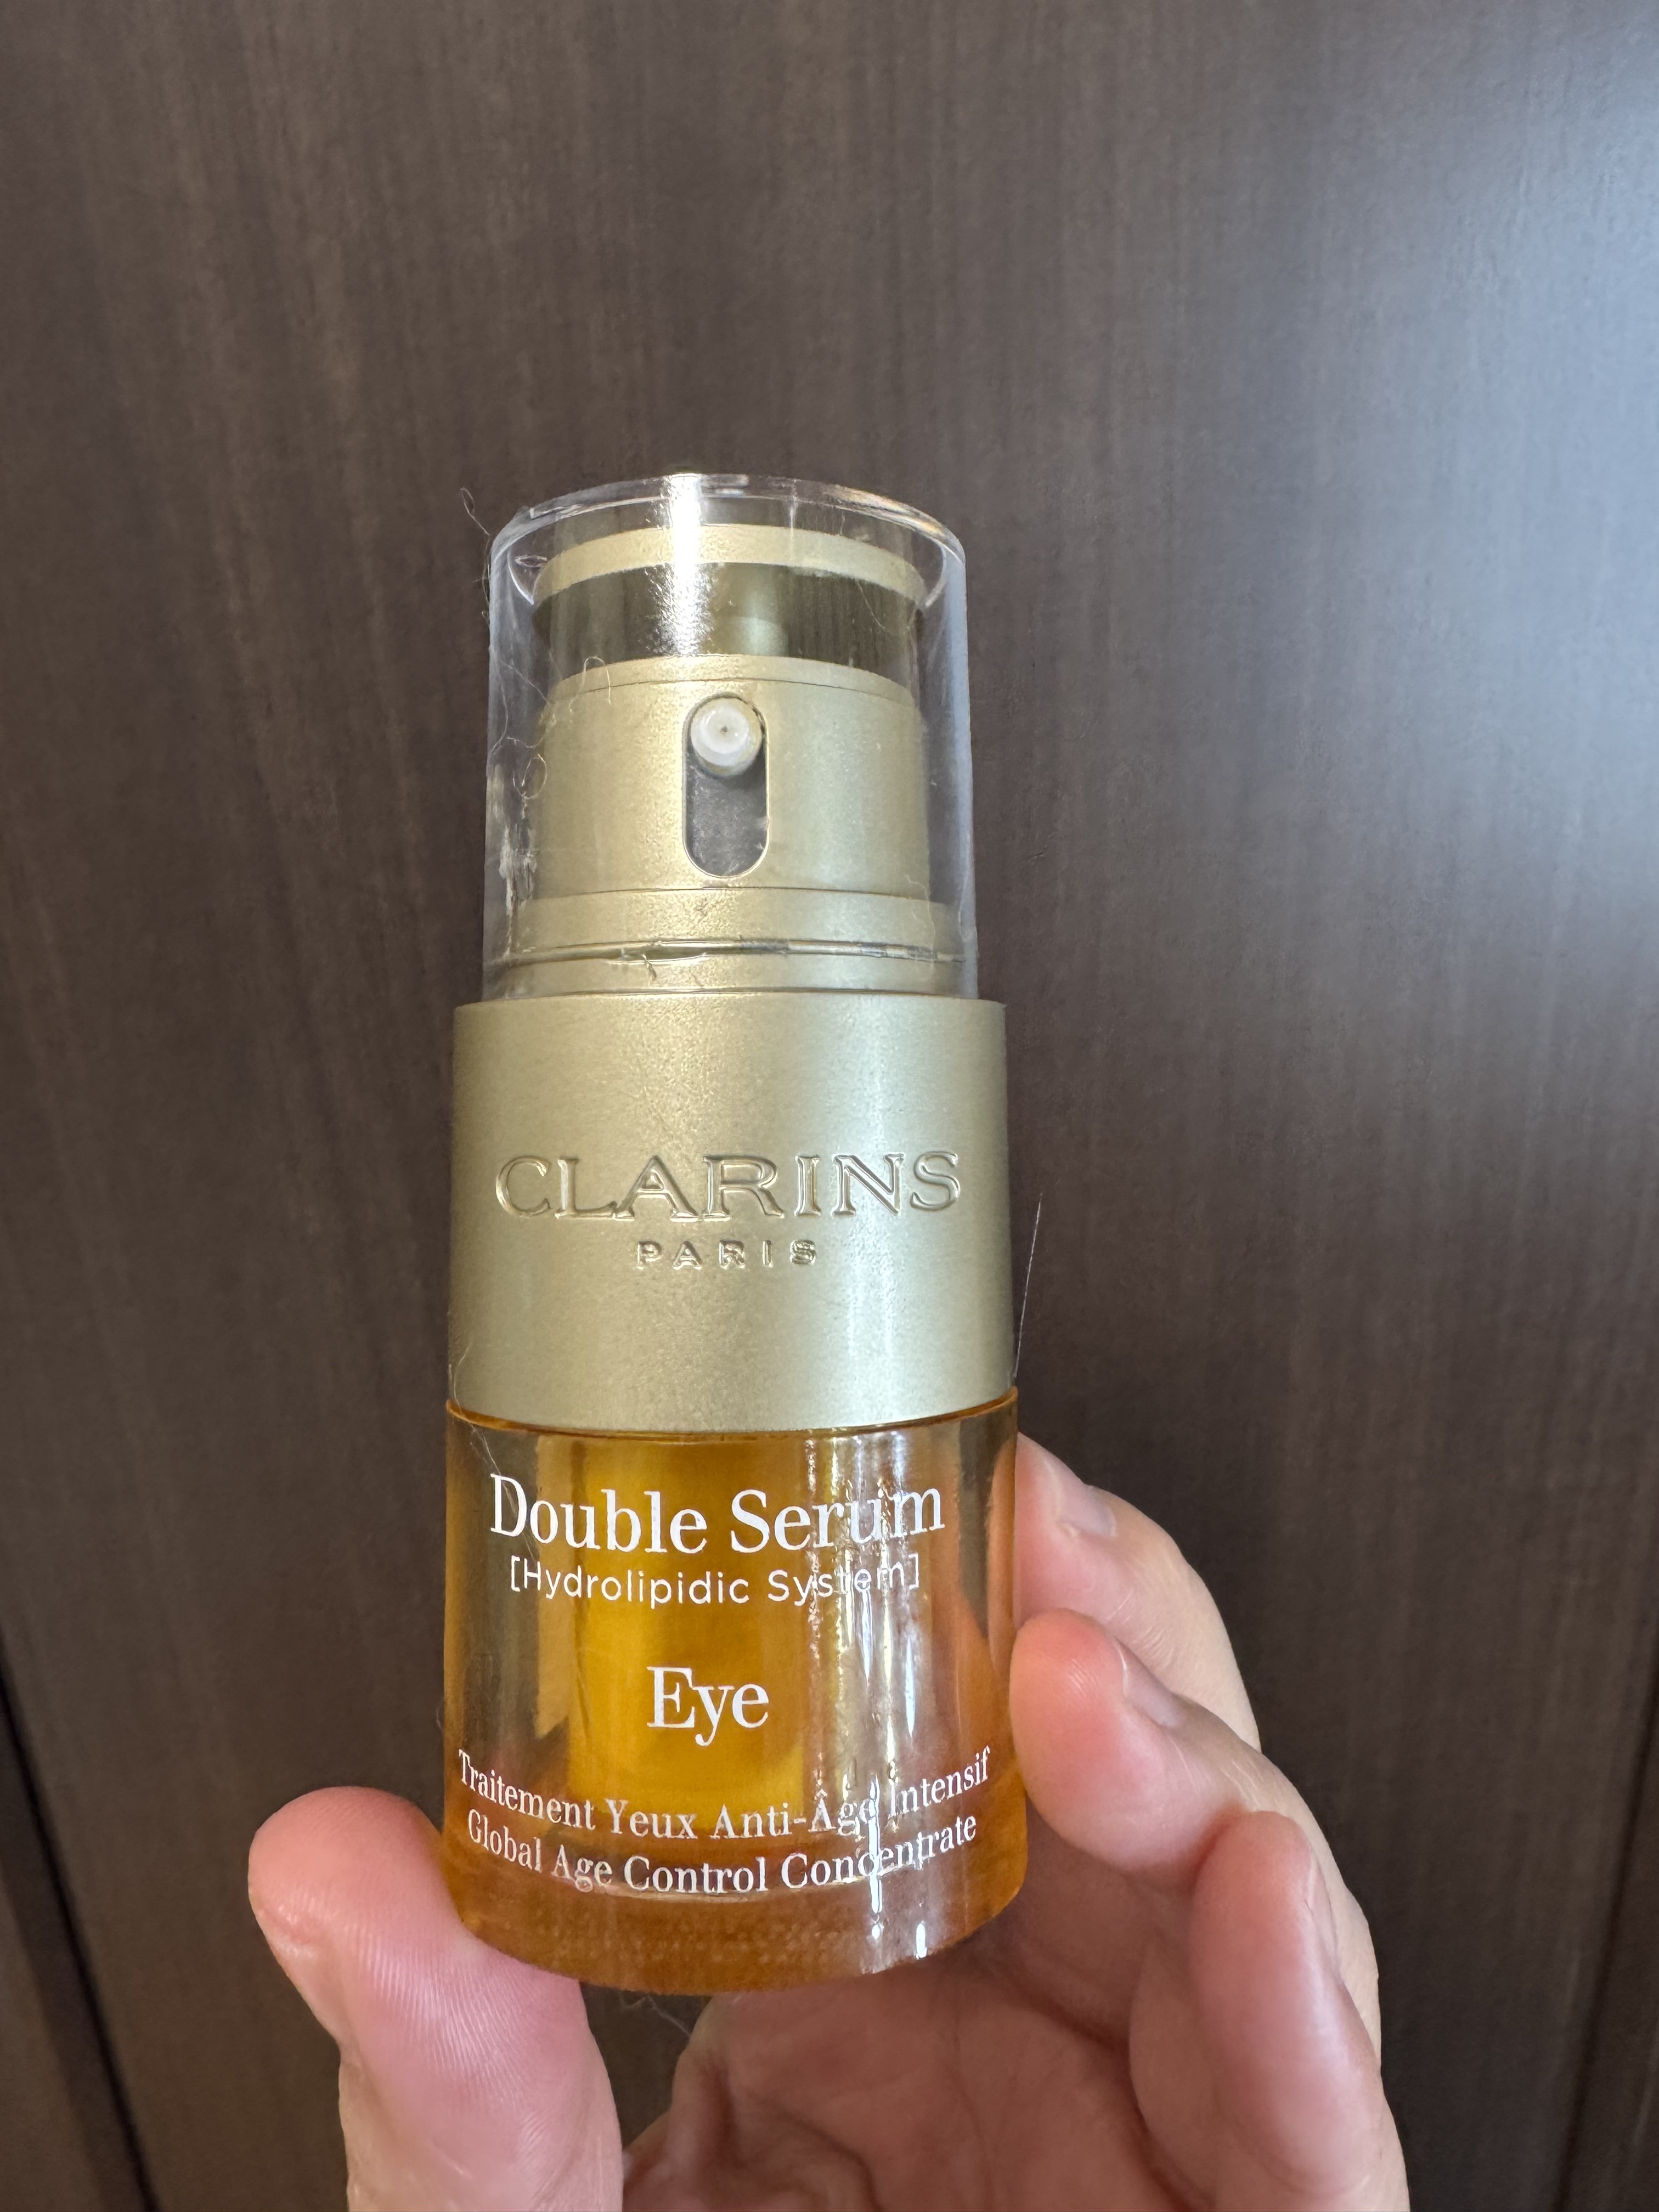 CLARINS
PARIS
Double Serum
[Hydrolipidic System]
Eye
Traitement Yeux Anti-Âge Intensif
Global Age Control Concentrate